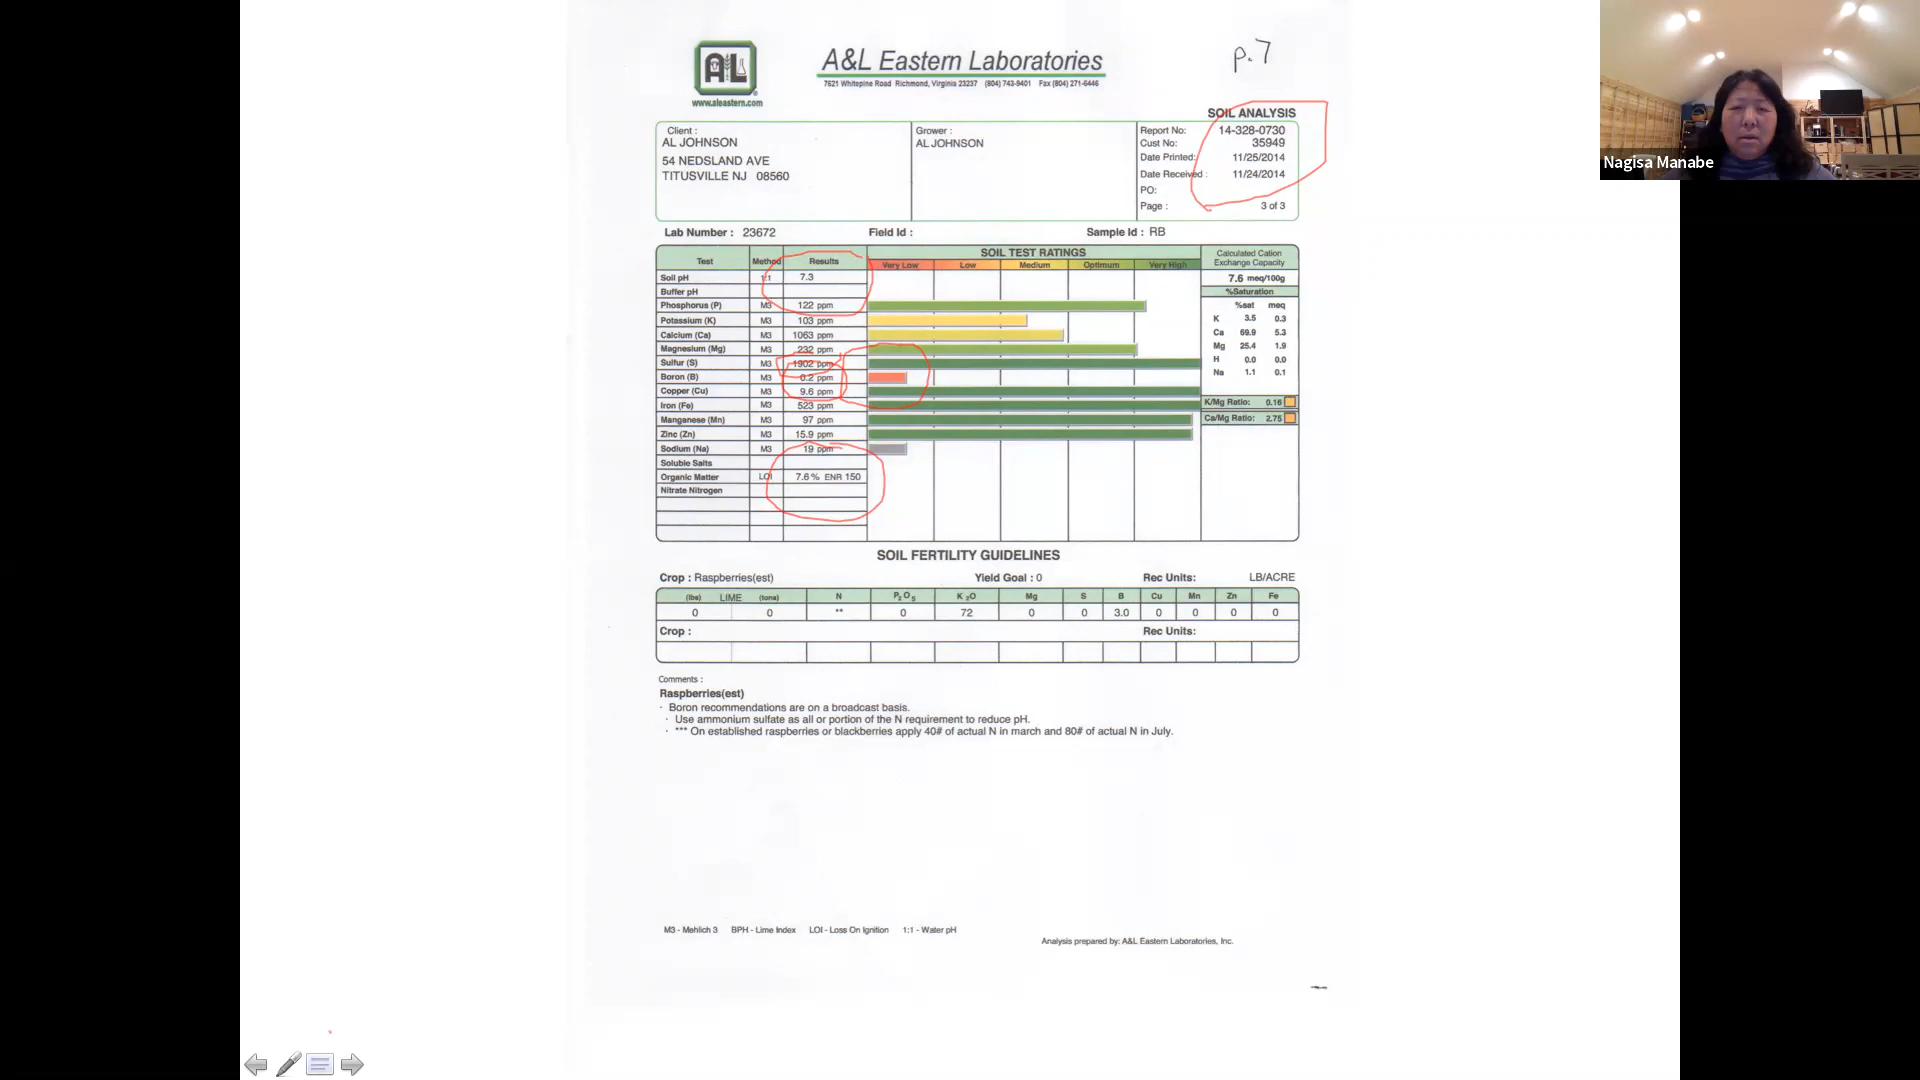 A&L Eastern Laboratories
p.7
AL
www.aleastern.com
7621 Whitepine Road Richmond, Virginia 23237 (804) 743-9401 Fax (804) 271-6446
SOIL ANALYSIS
Client :
AL JOHNSON
54 NEDSLAND AVE
TITUSVILLE NJ 08560
Grower :
AL JOHNSON
Report No: 14-328-0730
Cust No: 35949
Date Printed: 11/25/2014
Date Received : 11/24/2014
PO:
Page : 3 of 3
Nagisa Manabe
Lab Number : 23672 Field Id : Sample Id : RB
Test Method Results SOIL TEST RATINGS
Very Low Low Medium Optimum Very High
Calculated Cation
Exchange Capacity
7.6 meq/100g
%Saturation
%sat meq
K 3.5 0.3
Ca 69.9 5.3
Mg 25.4 1.9
H 0.0 0.0
Na 1.1 0.1
K/Mg Ratio: 0.16
Ca/Mg Ratio: 2.75
Soil pH 1:1 7.3
Buffer pH
Phosphorus (P) M3 122 ppm
Potassium (K) M3 103 ppm
Calcium (Ca) M3 1063 ppm
Magnesium (Mg) M3 232 ppm
Sulfur (S) M3 1902 ppm
Boron (B) M3 0.2 ppm
Copper (Cu) M3 9.6 ppm
Iron (Fe) M3 523 ppm
Manganese (Mn) M3 97 ppm
Zinc (Zn) M3 15.9 ppm
Sodium (Na) M3 19 ppm
Soluble Salts
Organic Matter LOI 7.6 % ENR 150
Nitrate Nitrogen
SOIL FERTILITY GUIDELINES
Crop : Raspberries(est) Yield Goal : 0 Rec Units: LB/ACRE
(lbs) LIME (tons) N P2O5 K2O Mg S B Cu Mn Zn Fe
0 0 ** 0 72 0 0 3.0 0 0 0 0
Crop : Rec Units:
Comments :
Raspberries(est)
· Boron recommendations are on a broadcast basis.
· Use ammonium sulfate as all or portion of the N requirement to reduce pH.
· *** On established raspberries or blackberries apply 40# of actual N in march and 80# of actual N in July.
M3 - Mehlich 3 BPH - Lime Index LOI - Loss On Ignition 1:1 - Water pH
Analysis prepared by: A&L Eastern Laboratories, Inc.